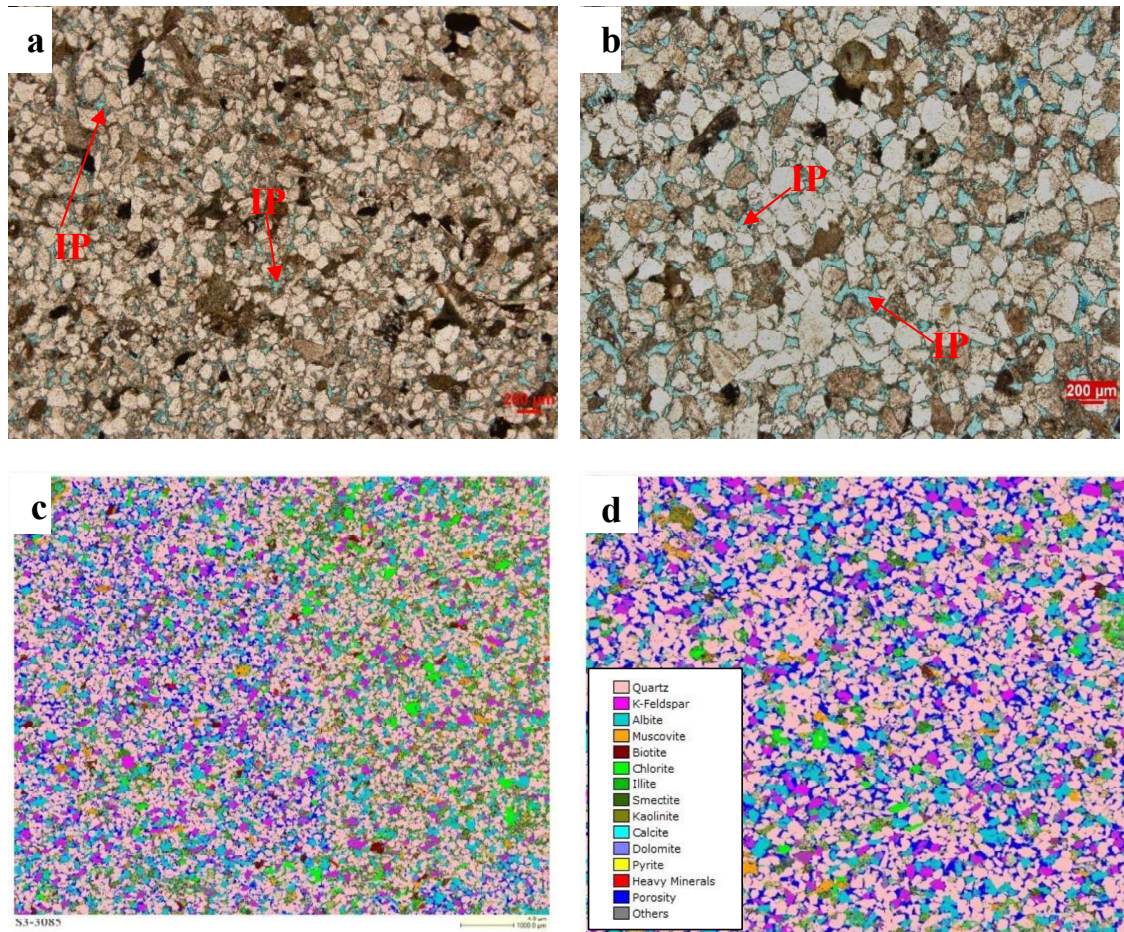 a
b
IP
IP
IP
IP
200 µm
200 µm
c
d
Quartz
K-Feldspar
Albite
Muscovite
Biotite
Chlorite
Illite
Smectite
Kaolinite
Calcite
Dolomite
Pyrite
Heavy Minerals
Porosity
Others
S3-3085
1000.0 µm